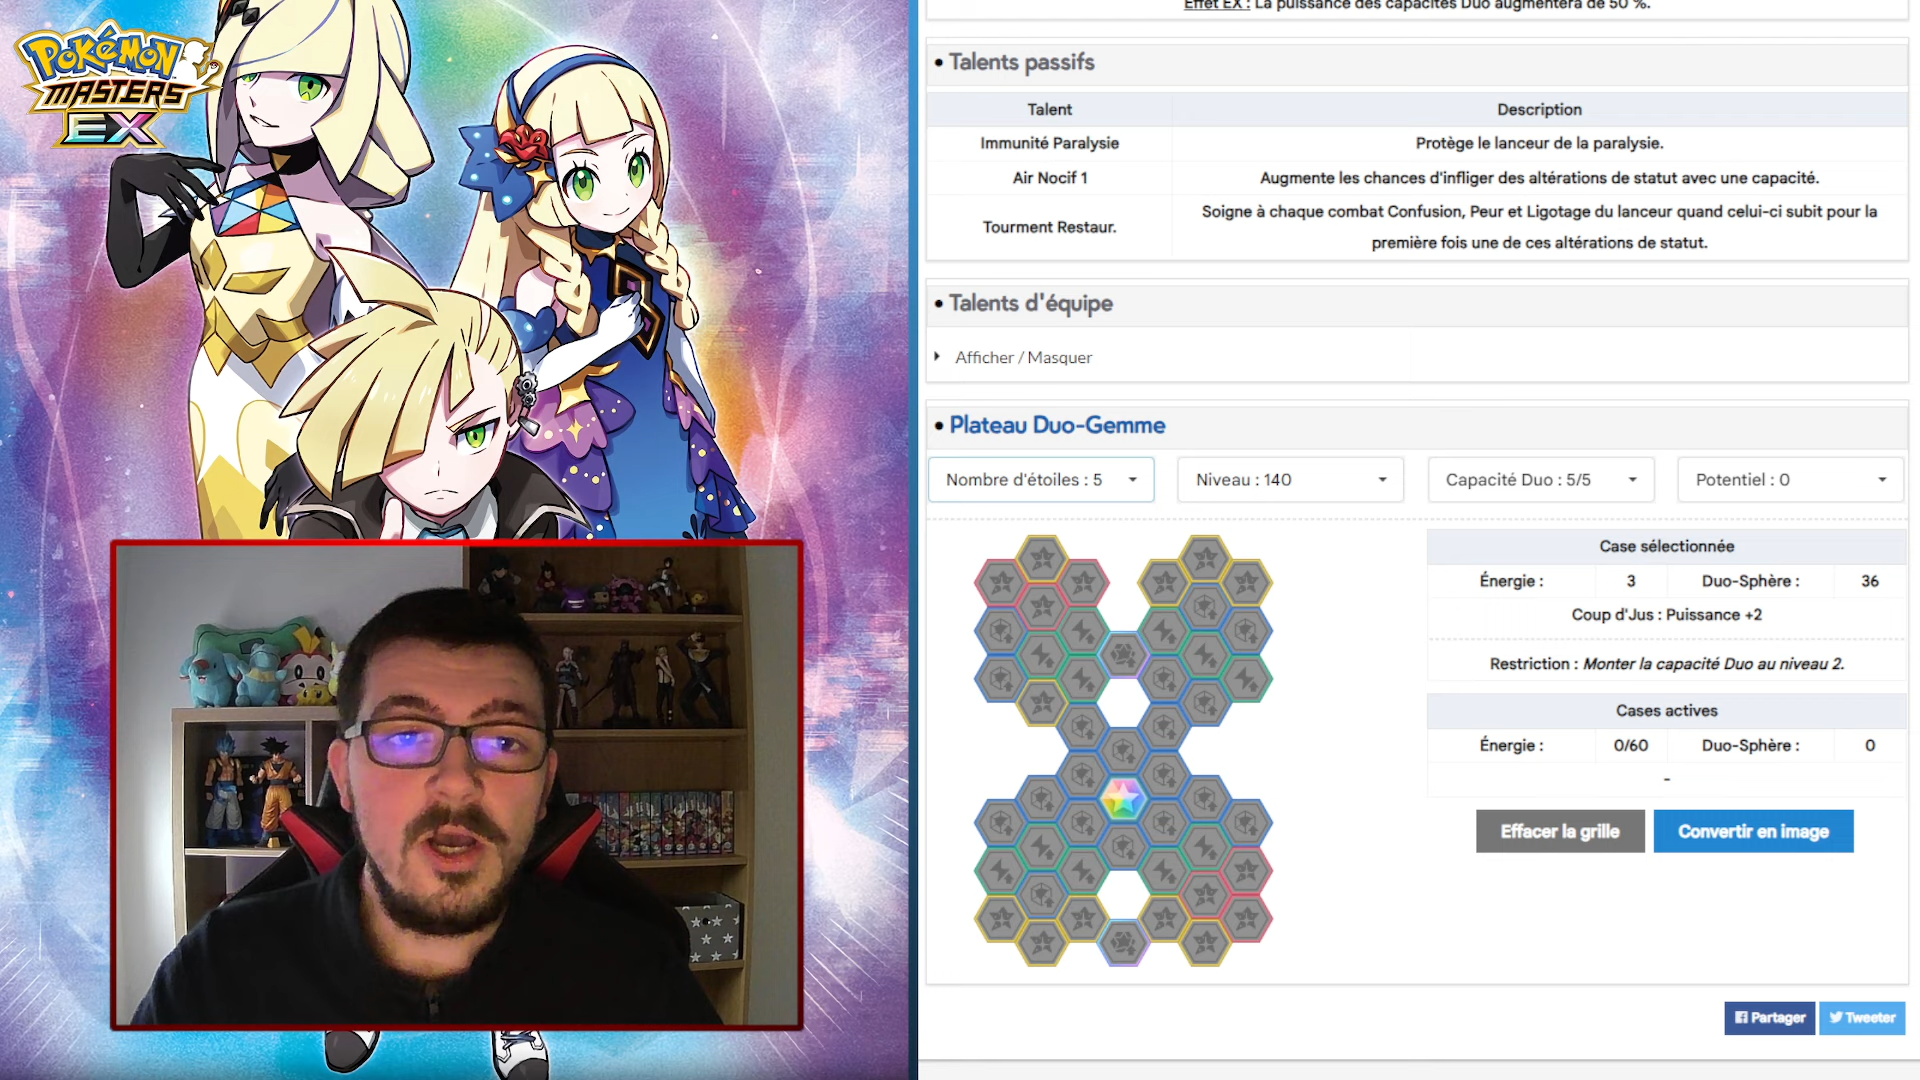 POKéMON
MASTERS
EX
Effet EX : La puissance des capacités Duo augmentera de 50 %.
• Talents passifs
Talent Description
Immunité Paralysie Protège le lanceur de la paralysie.
Air Nocif 1 Augmente les chances d'infliger des altérations de statut avec une capacité.
Tourment Restaur. Soigne à chaque combat Confusion, Peur et Ligotage du lanceur quand celui-ci subit pour la
première fois une de ces altérations de statut.
• Talents d'équipe
Afficher / Masquer
• Plateau Duo-Gemme
Nombre d'étoiles : 5 Niveau : 140 Capacité Duo : 5/5 Potentiel : 0
Case sélectionnée
Énergie : 3 Duo-Sphère : 36
Coup d'Jus : Puissance +2
Restriction : Monter la capacité Duo au niveau 2.
Cases actives
Énergie : 0/60 Duo-Sphère : 0
-
Effacer la grille Convertir en image
Partager Tweeter